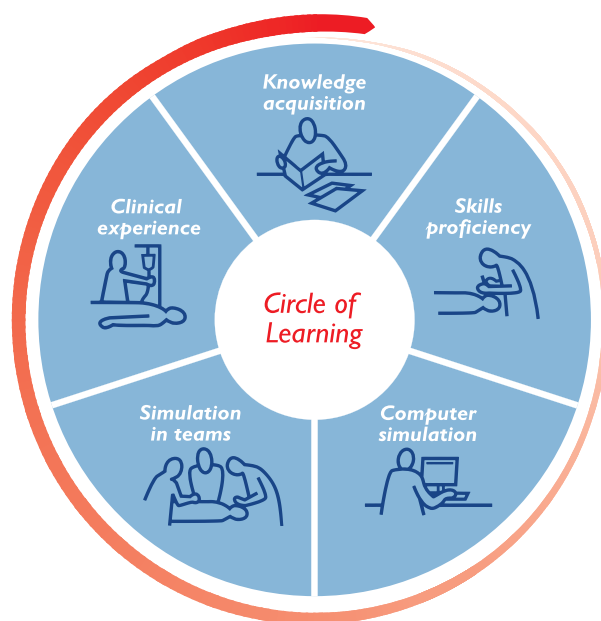 Knowledge
acquisition
Skills
proficiency
Computer
simulation
Simulation
in teams
Clinical
experience
Circle of
Learning